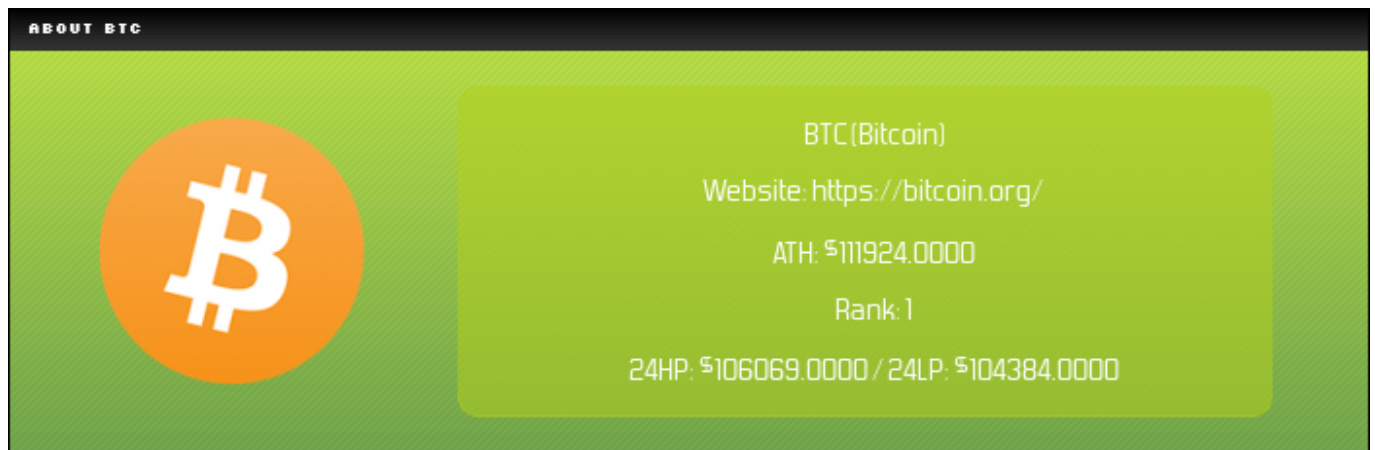 ABOUT BTC
BTC(Bitcoin)
Website: https://bitcoin.org/
ATH: $111924.0000
Rank: 1
24HP: $106069.0000 / 24LP: $104384.0000